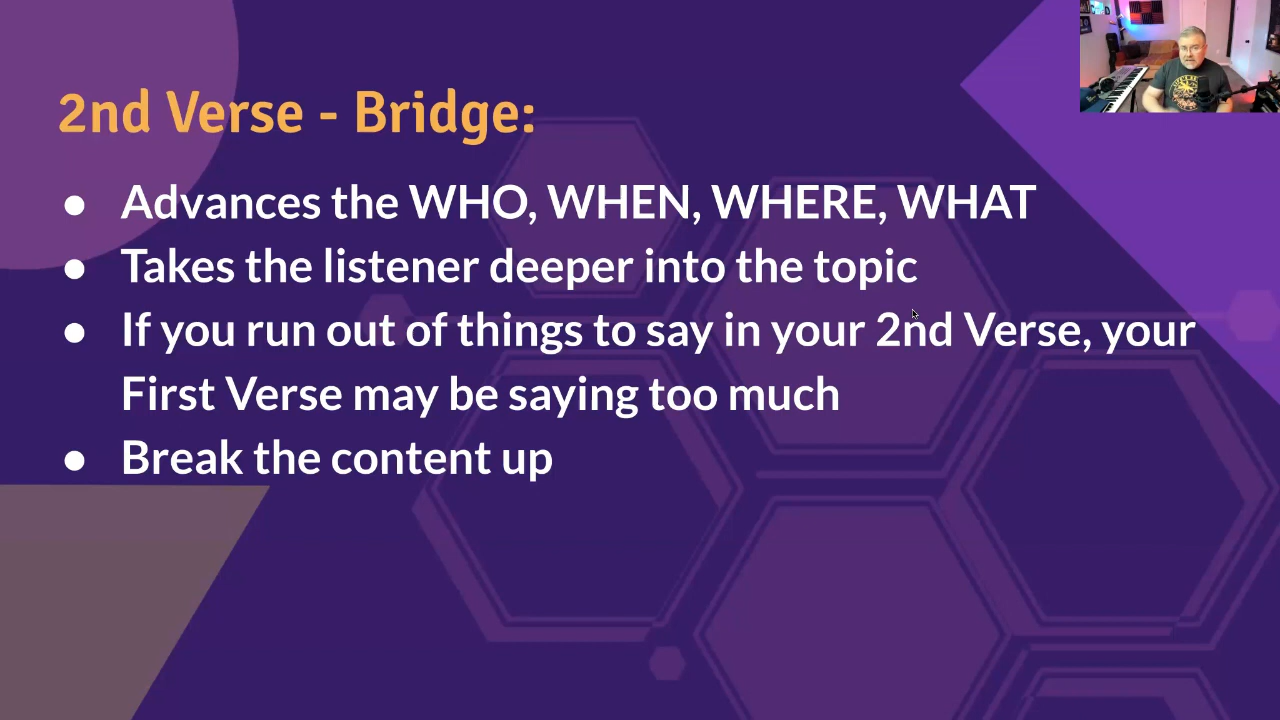 2nd Verse - Bridge:
● Advances the WHO, WHEN, WHERE, WHAT
● Takes the listener deeper into the topic
● If you run out of things to say in your 2nd Verse, your
First Verse may be saying too much
● Break the content up